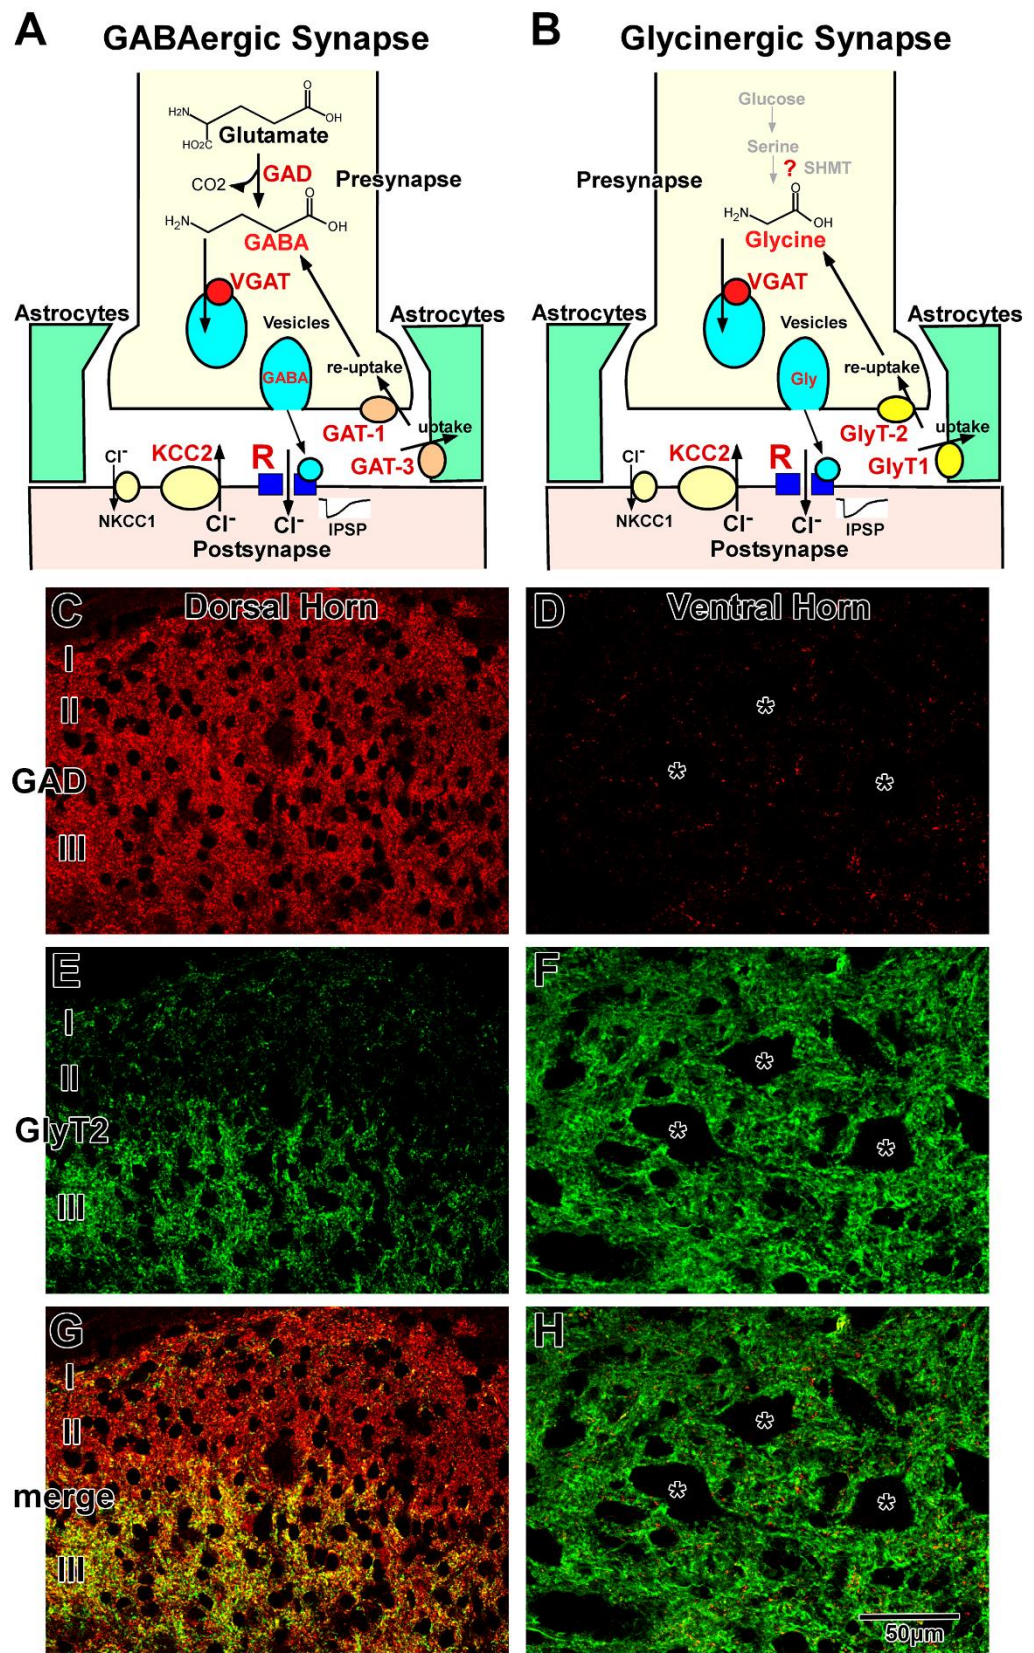 A GABAergic Synapse
H2N
O
OH
HO2C
Glutamate
CO2
GAD
Presynapse
H2N
O
OH
GABA
VGAT
Astrocytes
Astrocytes
Vesicles
GABA
re-uptake
uptake
GAT-1
GAT-3
Cl-
KCC2
R
NKCC1
Cl-
Cl-
IPSP
Postsynapse
B Glycinergic Synapse
Glucose
Serine
? SHMT
Presynapse
O
H2N
OH
Glycine
VGAT
Astrocytes
Astrocytes
Vesicles
Gly
re-uptake
uptake
GlyT-2
GlyT1
Cl-
KCC2
R
NKCC1
Cl-
Cl-
IPSP
Postsynapse
C Dorsal Horn
I
II
GAD
III
D Ventral Horn
*
*
*
E
I
II
GlyT2
III
F
*
*
*
G
I
II
merge
III
H
*
*
*
50µm